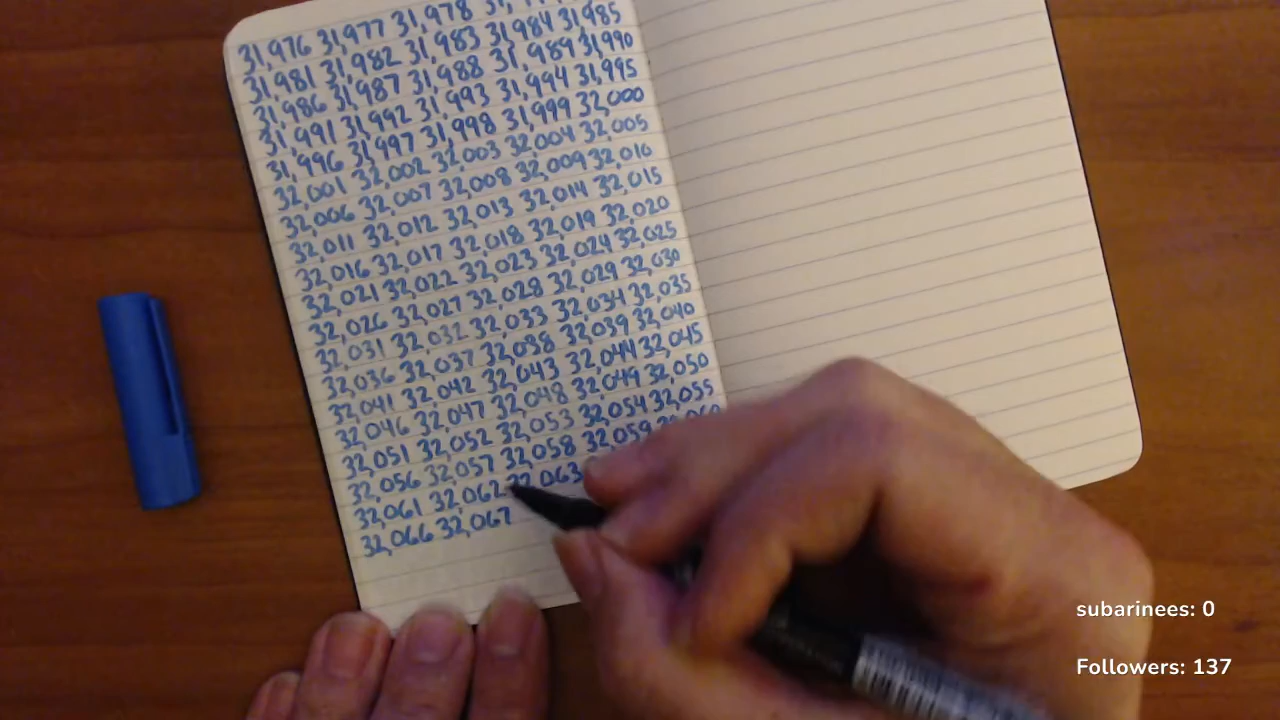 31,976 31,977 31,978
31,981 31,982 31,983 31,984 31,985
31,986 31,987 31,988 31,989 31,990
31,991 31,992 31,993 31,994 31,995
31,996 31,997 31,998 31,999 32,000
32,001 32,002 32,003 32,004 32,005
32,006 32,007 32,008 32,009 32,010
32,011 32,012 32,013 32,014 32,015
32,016 32,017 32,018 32,019 32,020
32,021 32,022 32,023 32,024 32,025
32,026 32,027 32,028 32,029 32,030
32,031 32,032 32,033 32,034 32,035
32,036 32,037 32,038 32,039 32,040
32,041 32,042 32,043 32,044 32,045
32,046 32,047 32,048 32,049 32,050
32,051 32,052 32,053 32,054 32,055
32,056 32,057 32,058 32,059
32,061 32,062 32,063
32,066 32,067
subarinees: 0
Followers: 137